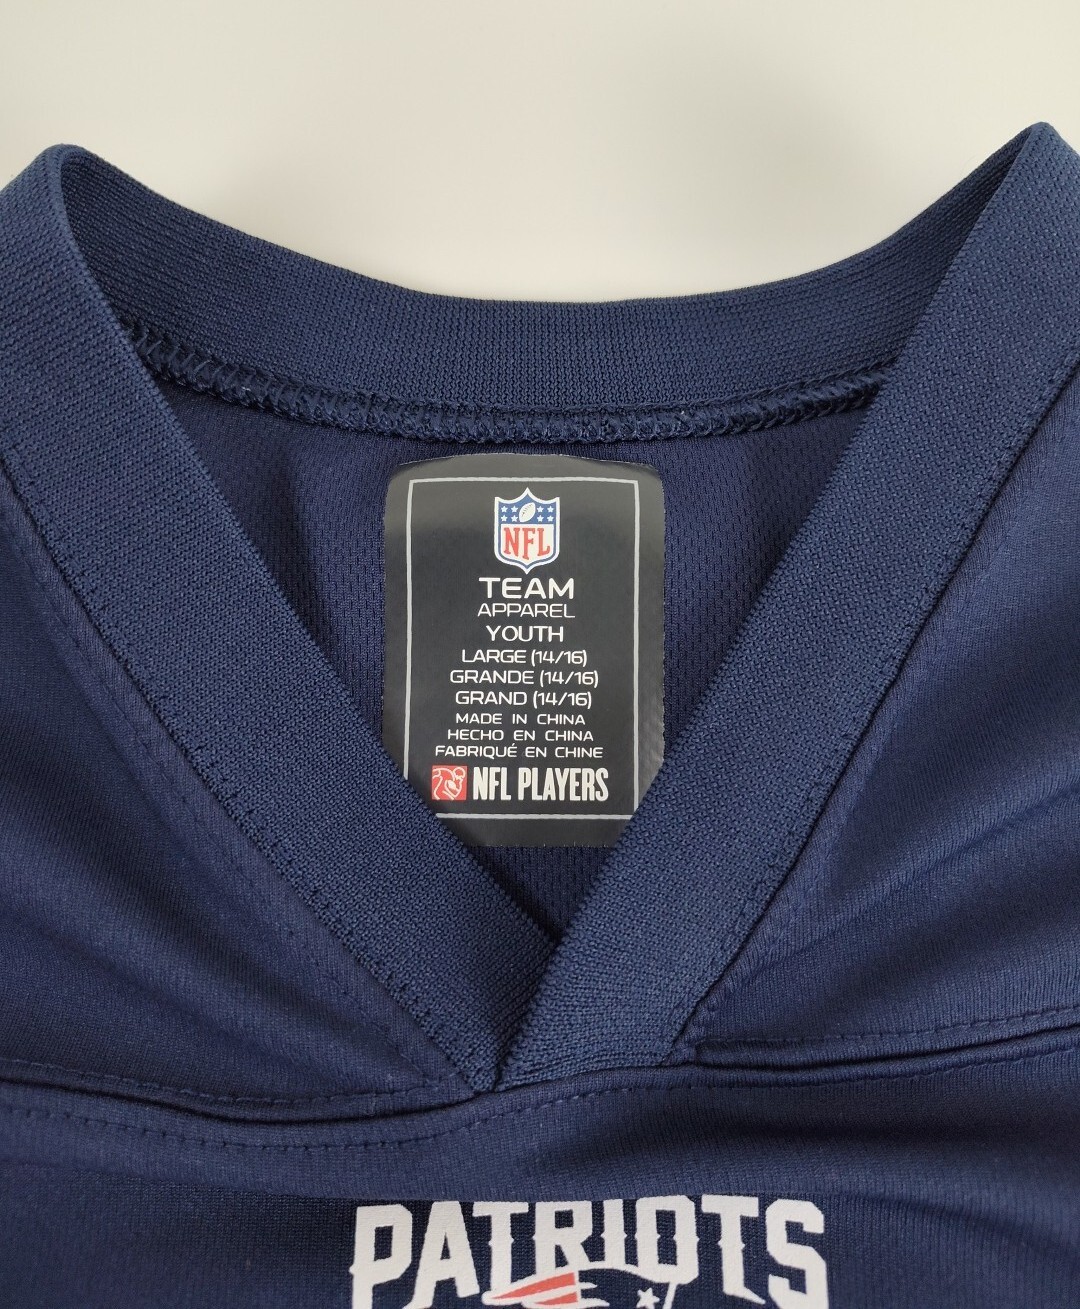 NFL
TEAM
APPAREL
YOUTH
LARGE (14/16)
GRANDE (14/16)
GRAND (14/16)
MADE IN CHINA
HECHO EN CHINA
FABRIQUÉ EN CHINE
NFL PLAYERS
PATRIOTS